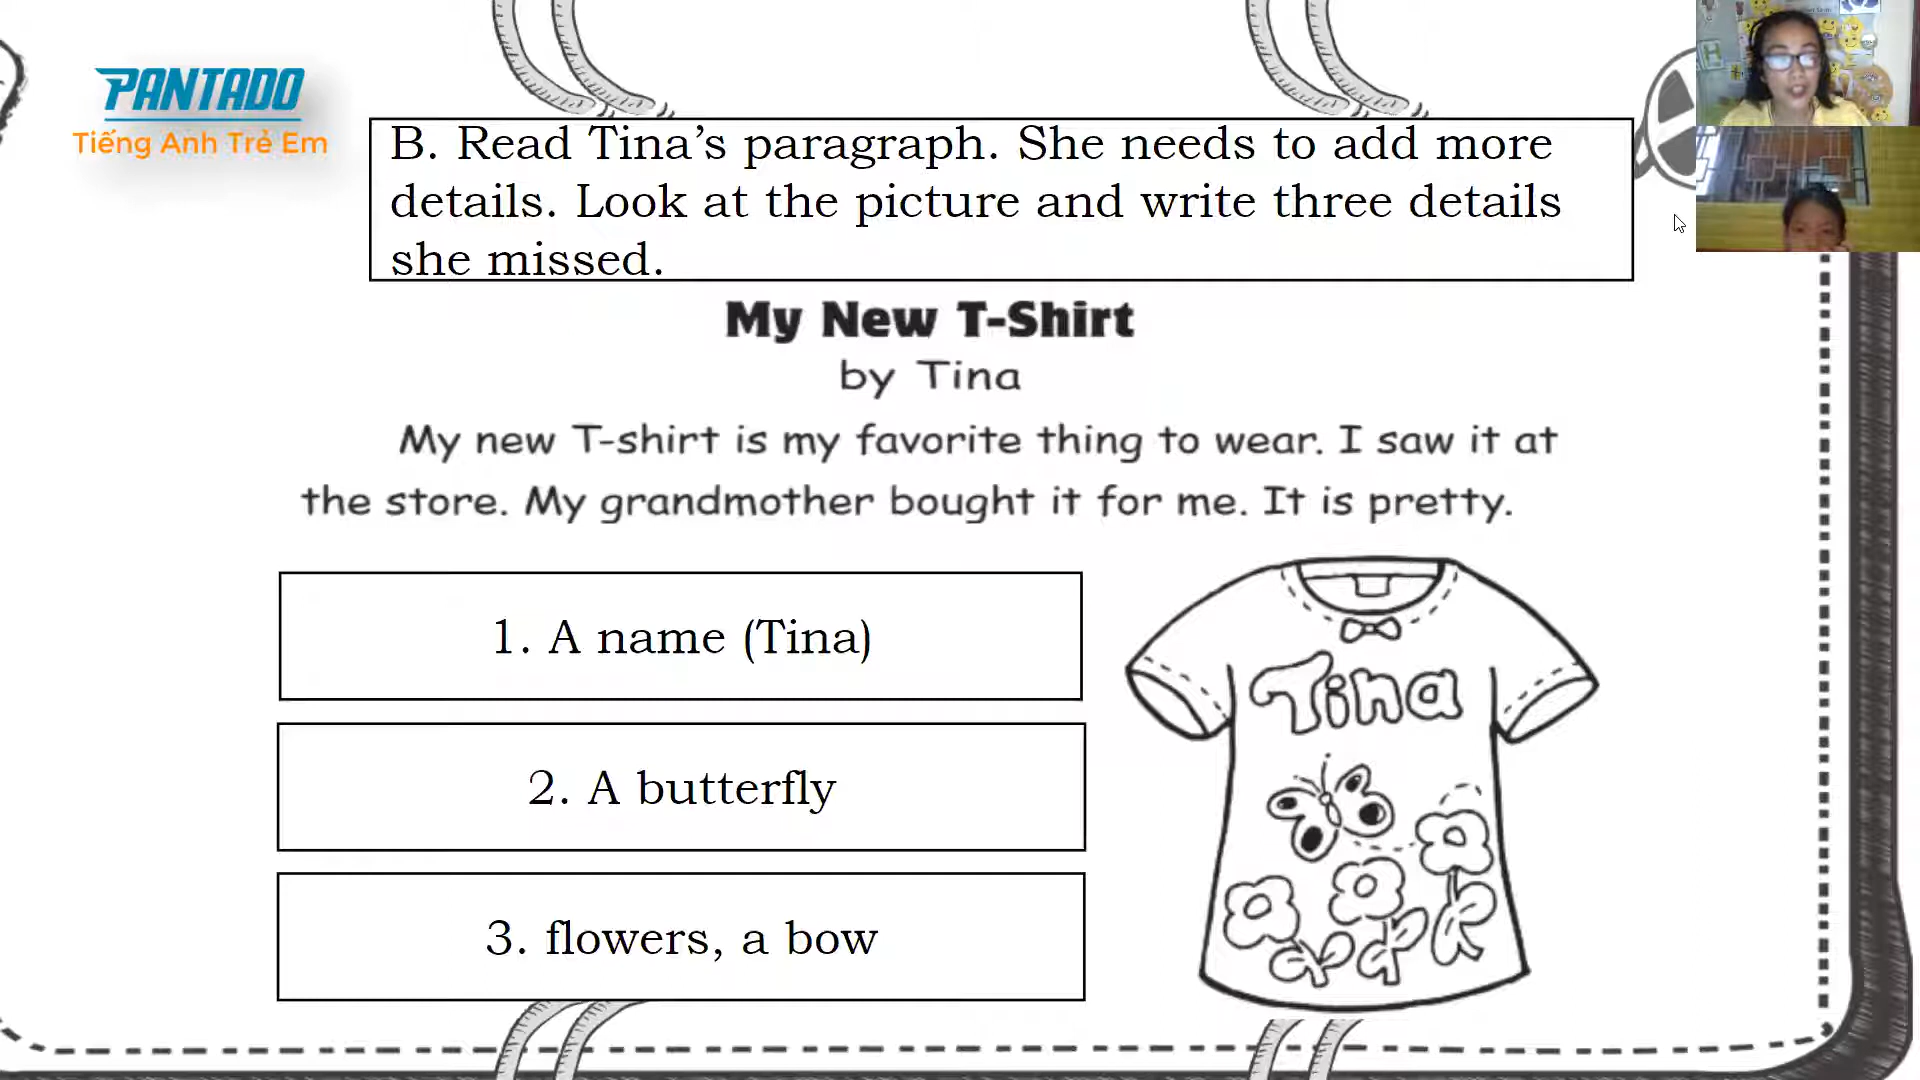 PANTADO
Tiếng Anh Trẻ Em
B. Read Tina’s paragraph. She needs to add more
details. Look at the picture and write three details
she missed.
My New T-Shirt
by Tina
My new T-shirt is my favorite thing to wear. I saw it at
the store. My grandmother bought it for me. It is pretty.
1. A name (Tina)
2. A butterfly
3. flowers, a bow
Tina